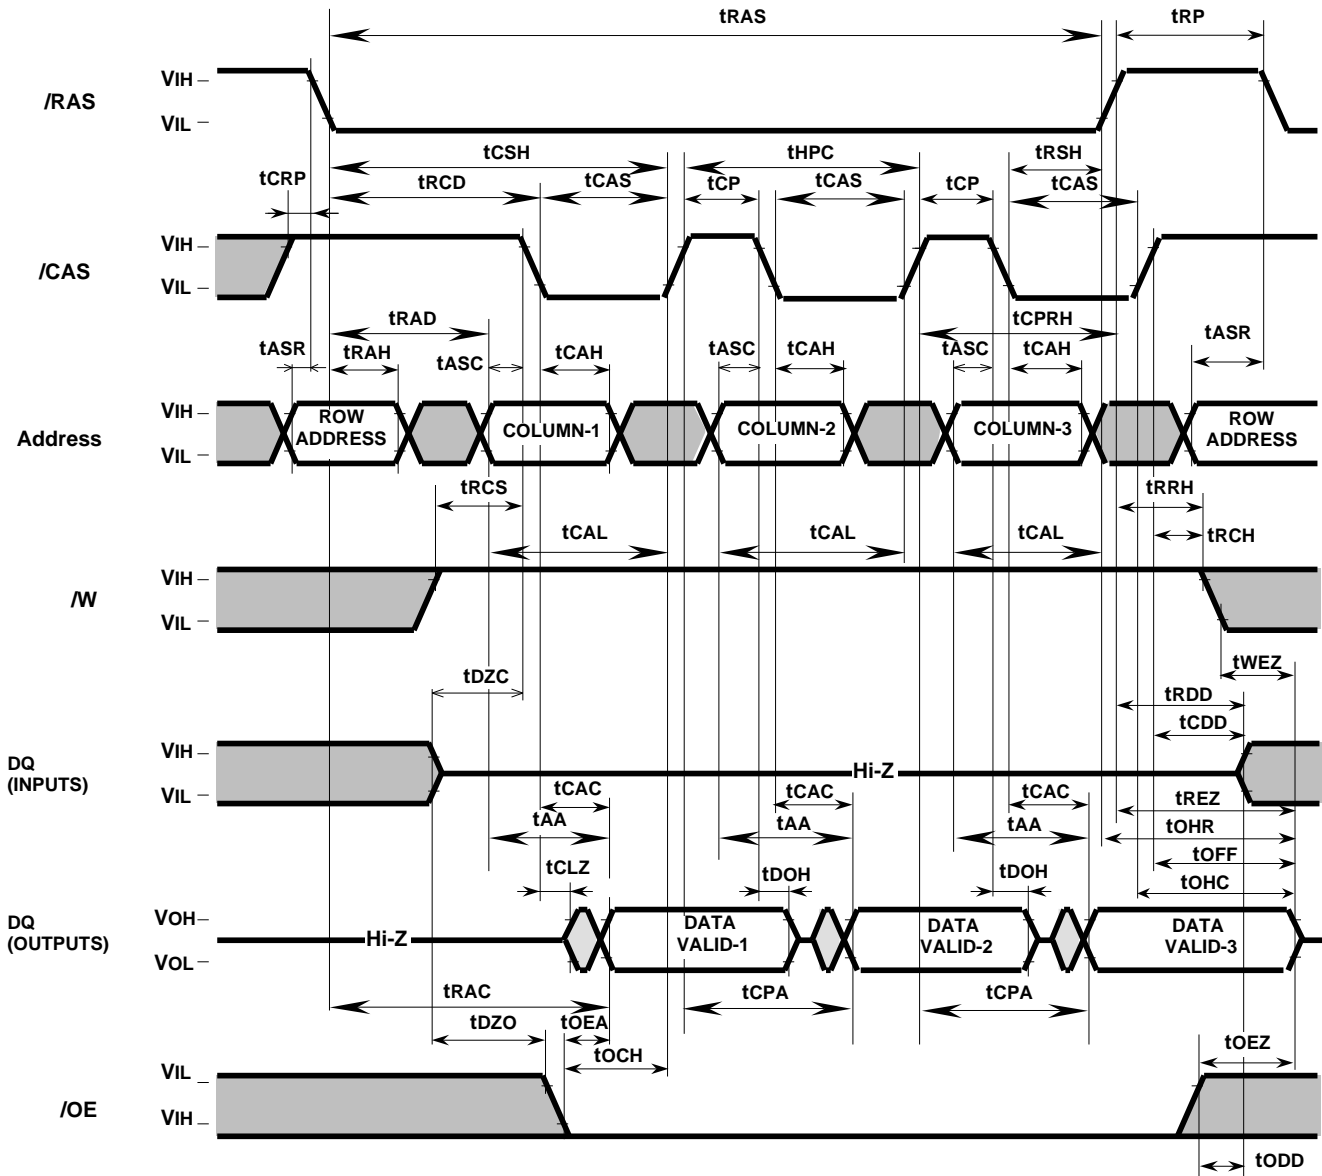 tRAS
tRP
/RAS
VIH
VIL
tCSH
tHPC
tRSH
tCRP
tRCD
tCAS
tCP
tCAS
tCP
tCAS
/CAS
VIH
VIL
tRAD
tCPRH
tASR
tRAH
tASC
tCAH
tASC
tCAH
tASC
tCAH
tASR
Address
VIH
VIL
ROW
ADDRESS
COLUMN-1
COLUMN-2
COLUMN-3
ROW
ADDRESS
tRCS
tRRH
tCAL
tCAL
tCAL
tRCH
/W
VIH
VIL
tWEZ
tDZC
tRDD
tCDD
DQ
(INPUTS)
VIH
VIL
Hi-Z
tCAC
tCAC
tCAC
tREZ
tAA
tAA
tAA
tOHR
tCLZ
tDOH
tDOH
tOFF
tOHC
DQ
(OUTPUTS)
VOH
VOL
Hi-Z
DATA
VALID-1
DATA
VALID-2
DATA
VALID-3
tRAC
tCPA
tCPA
tDZO
tOEA
tOCH
tOEZ
/OE
VIL
VIH
tODD